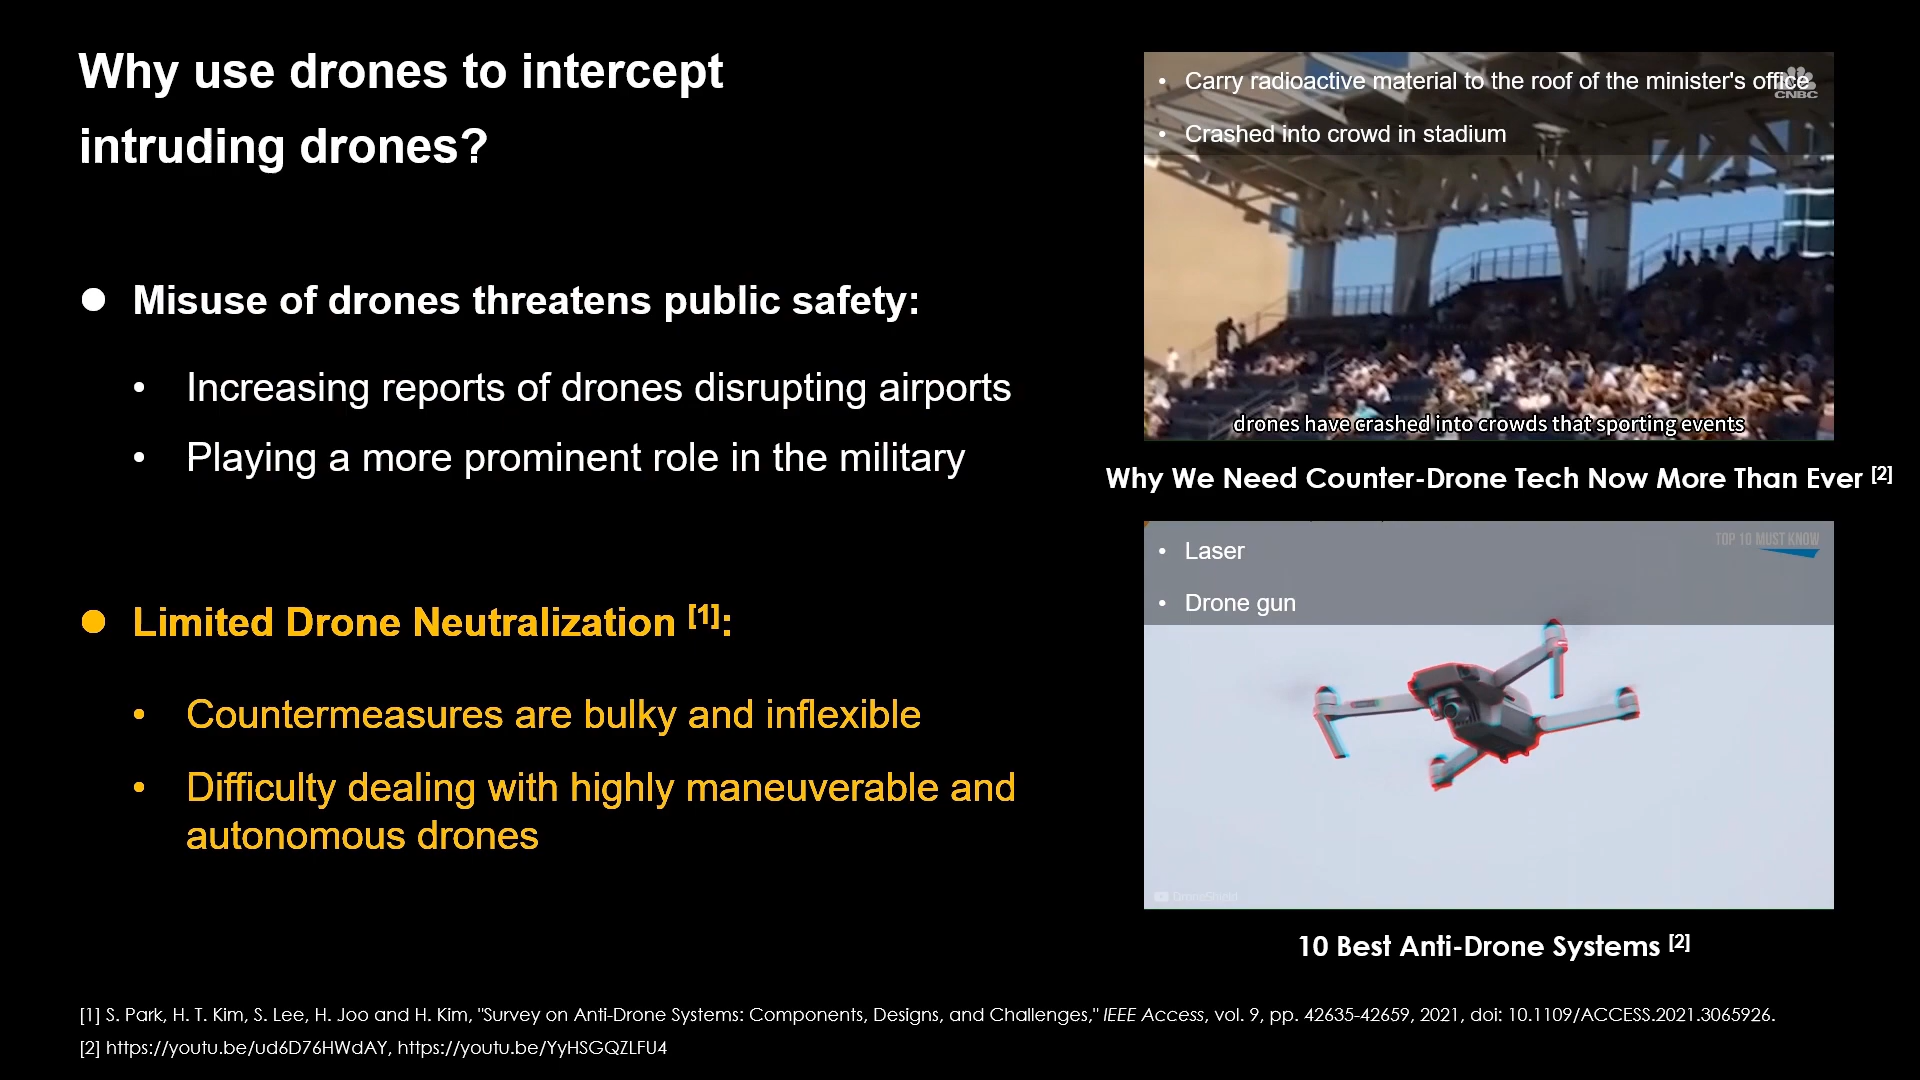 Why use drones to intercept
intruding drones?
● Misuse of drones threatens public safety:
• Increasing reports of drones disrupting airports
• Playing a more prominent role in the military
● Limited Drone Neutralization [1]:
• Countermeasures are bulky and inflexible
• Difficulty dealing with highly maneuverable and
autonomous drones
• Carry radioactive material to the roof of the minister's office
CNBC
• Crashed into crowd in stadium
drones have crashed into crowds that sporting events
Why We Need Counter-Drone Tech Now More Than Ever [2]
TOP 10 MUST KNOW
• Laser
• Drone gun
DroneShield
10 Best Anti-Drone Systems [2]
[1] S. Park, H. T. Kim, S. Lee, H. Joo and H. Kim, "Survey on Anti-Drone Systems: Components, Designs, and Challenges," IEEE Access, vol. 9, pp. 42635-42659, 2021, doi: 10.1109/ACCESS.2021.3065926.
[2] https://youtu.be/ud6D76HWdAY, https://youtu.be/YyHSGQZLFU4